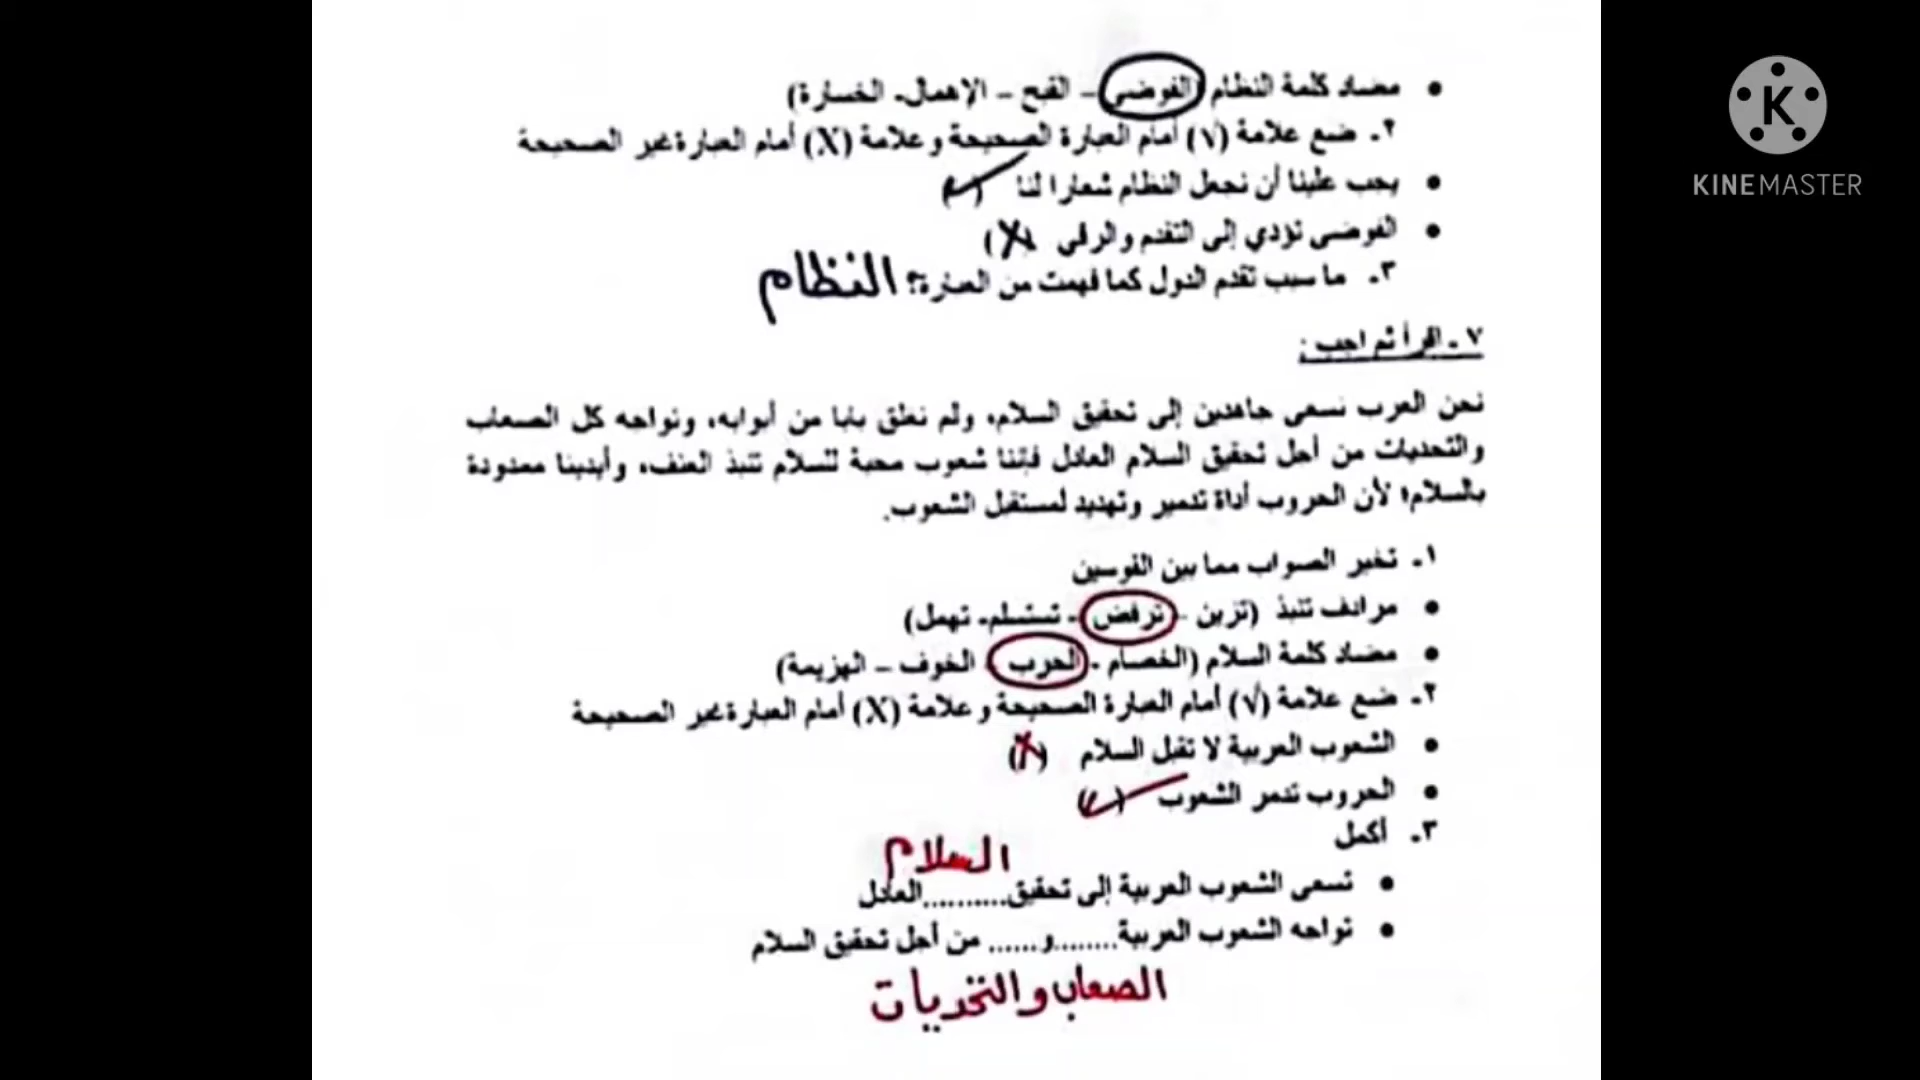 مضاد كلمة النظام (الفوضى – القبح – الإهمال- الخسارة)
٢- ضع علامة (√) أمام العبارة الصحيحة وعلامة (X) أمام العبارة غير الصحيحة
يجب علينا أن نجعل النظام شعارا لنا (✓)
الفوضى تؤدي إلى التقدم والرقي (X)
٣- ما سبب تقدم الدول كما فهمت من العبارة؟ النظام
٧- اقرأ ثم اجب:
نحن العرب نسعى جاهدين إلى تحقيق السلام، ولم نغلق بابا من أبوابه، ونواجه كل الصعاب
والتحديات من أجل تحقيق السلام العادل فإننا شعوب محبة للسلام تنبذ العنف، وأيدينا ممدودة
بالسلام؛ لأن الحروب أداة تدمير وتهديد لمستقبل الشعوب.
١- تخير الصواب مما بين القوسين
مرادف تنبذ (تزين - ترفض - تستسلم- تهمل)
مضاد كلمة السلام (الخصام - الحرب - الخوف – الهزيمة)
٢- ضع علامة (√) أمام العبارة الصحيحة وعلامة (X) أمام العبارة غير الصحيحة
الشعوب العربية لا تقبل السلام (X)
الحروب تدمر الشعوب (✓)
٣- أكمل
السلام
تسعى الشعوب العربية إلى تحقيق..........العادل
تواجه الشعوب العربية........و...... من أجل تحقيق السلام
الصعاب والتحديات
K
KINEMASTER